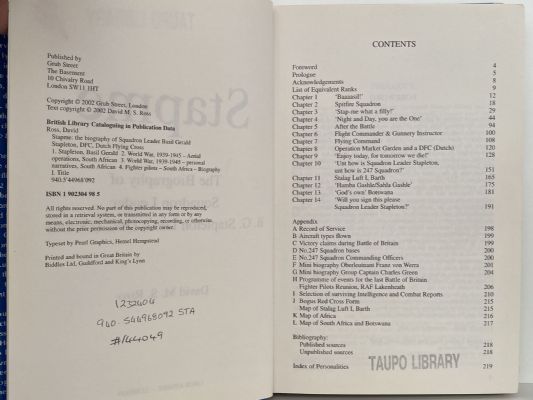 Published by
Grub Street
The Basement
10 Chivalry Road
London SW11 1HT
Copyright © 2002 Grub Street, London
Text copyright © 2002 D. M. S. Ross
British Library Cataloguing in Publication Data
Ross, David
Stapme: the biography of Squadron Leader Basil Gerald
Stapleton, DFC, Dutch Flying Cross
1. Stapleton, Basil Gerald 2. World War, 1939-1945 – Aerial
operations, South African 3. World War, 1939-1945 – personal
narratives, South African 4. Fighter pilots – South Africa – Biography
I. Title
940.5'44968'092
ISBN 1 902304 98 5
All rights reserved. No part of this publication may be reproduced,
stored in a retrieval system, or transmitted in any form or by any
means, electronic, mechanical, photocopying, recording, or otherwise
without the prior permission of the copyright owner.
Typeset by Pearl Graphics, Hemel Hempstead
Printed and bound in Great Britain by
Biddles Ltd, Guildford and King's Lynn
1232404
940.544968092 STA
#144049
CONTENTS
Foreword 4
Prologue 5
Acknowledgements 8
List of Equivalent Ranks 9
Chapter 1 'Baaaasil!' 12
Chapter 2 Spitfire Squadron 18
Chapter 3 'Stap me what a filly!' 29
Chapter 4 'Night and Day, you are the One' 44
Chapter 5 After the Battle 94
Chapter 6 Flight Commander & Gunnery Instructor 100
Chapter 7 Flying Command 108
Chapter 8 Operation Market Garden and a DFC (Dutch) 120
Chapter 9 'Enjoy today, for tomorrow we die!' 128
Chapter 10 'Unt how is Squadron Leader Stapleton,
unt how is 247 Squadron?' 151
Chapter 11 Stalag Luft I, Barth 165
Chapter 12 'Hamba Gashle/Sahla Gashle' 175
Chapter 13 'God's own' Botswana 181
Chapter 14 'Will you sign this please
Squadron Leader Stapleton?' 191
Appendix
A Record of Service 198
B Aircraft types flown 199
C Victory claims during Battle of Britain 199
D No.247 Squadron bases 200
E No.247 Squadron Commanding Officers 200
F Mini biography Oberleutnant Franz von Werra 201
G Mini biography Group Captain Charles Green 204
H Programme of events for the last Battle of Britain
Fighter Pilots Reunion, RAF Lakenheath 206
I Selection of surviving Intelligence and Combat Reports 210
J Bogus Red Cross Form 215
Map of Stalag Luft I, Barth 215
K Map of Africa 216
L Map of South Africa and Botswana 217
Bibliography:
Published sources 218
Unpublished sources 218
TAUPO LIBRARY
Index of Personalities 219